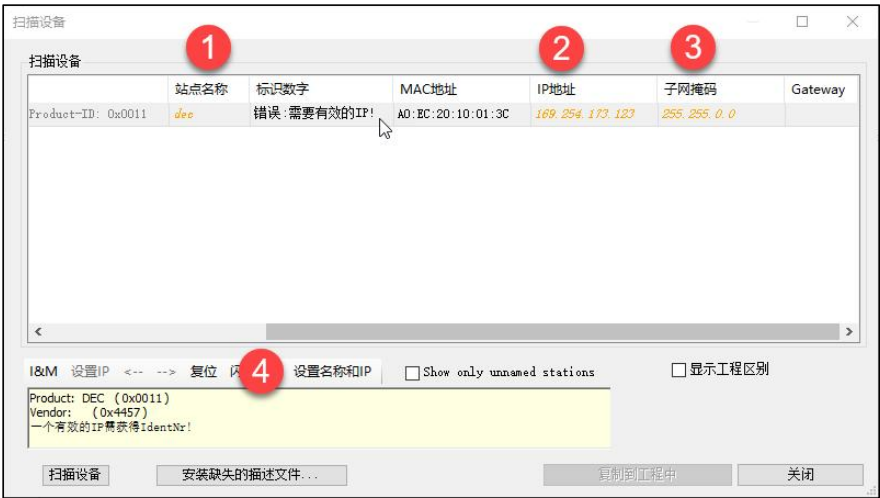 扫描设备
1 2 3
扫描设备
站点名称 标识数字 MAC地址 IP地址 子网掩码 Gateway
Product-ID: 0x0011 dec 错误:需要有效的IP! A0:EC:20:10:01:3C 169.254.173.123 255.255.0.0
I&M 设置IP <-- --> 复位 闪 4 设置名称和IP Show only unnamed stations 显示工程区别
Product: DEC (0x0011)
Vendor: (0x4457)
一个有效的IP需获得IdentNr!
扫描设备 安装缺失的描述文件... 复制到工程中 关闭